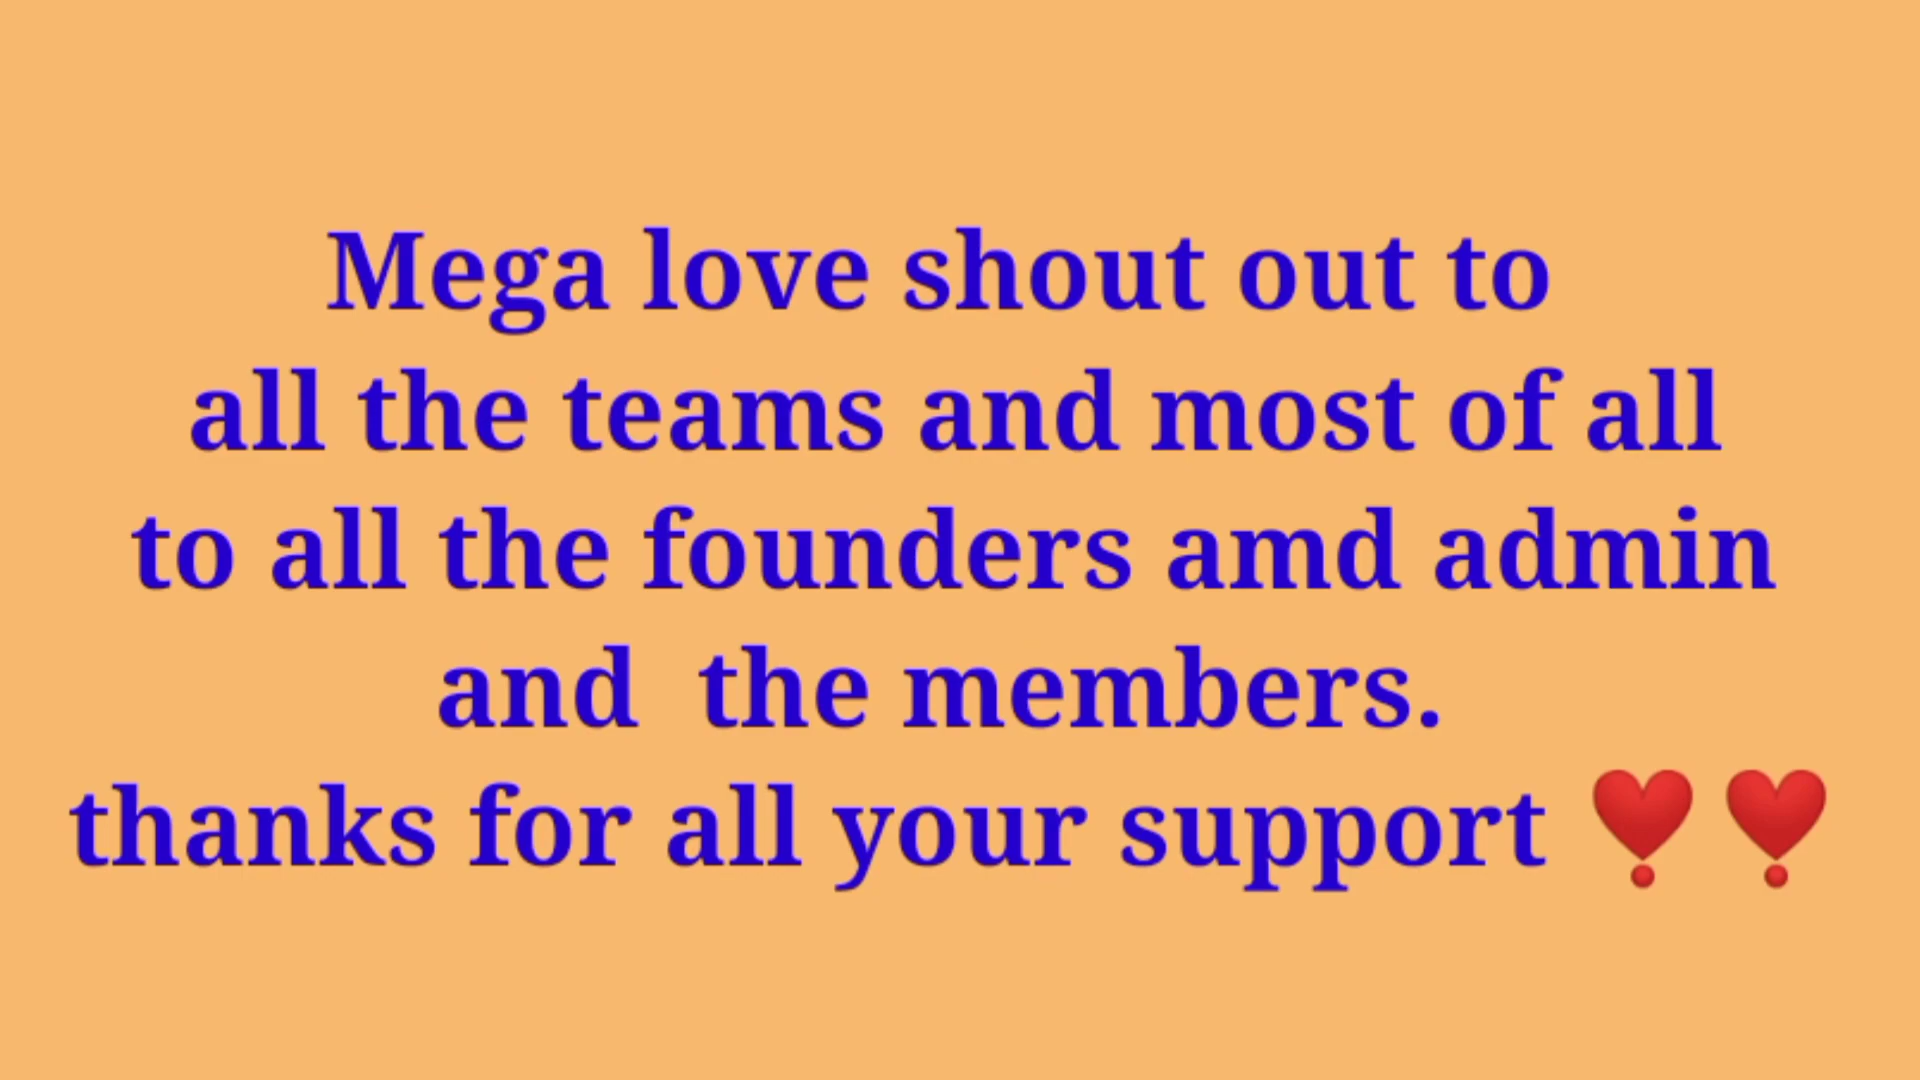 Mega love shout out to
all the teams and most of all
to all the founders amd admin
and  the members.
thanks for all your support ❣️❣️